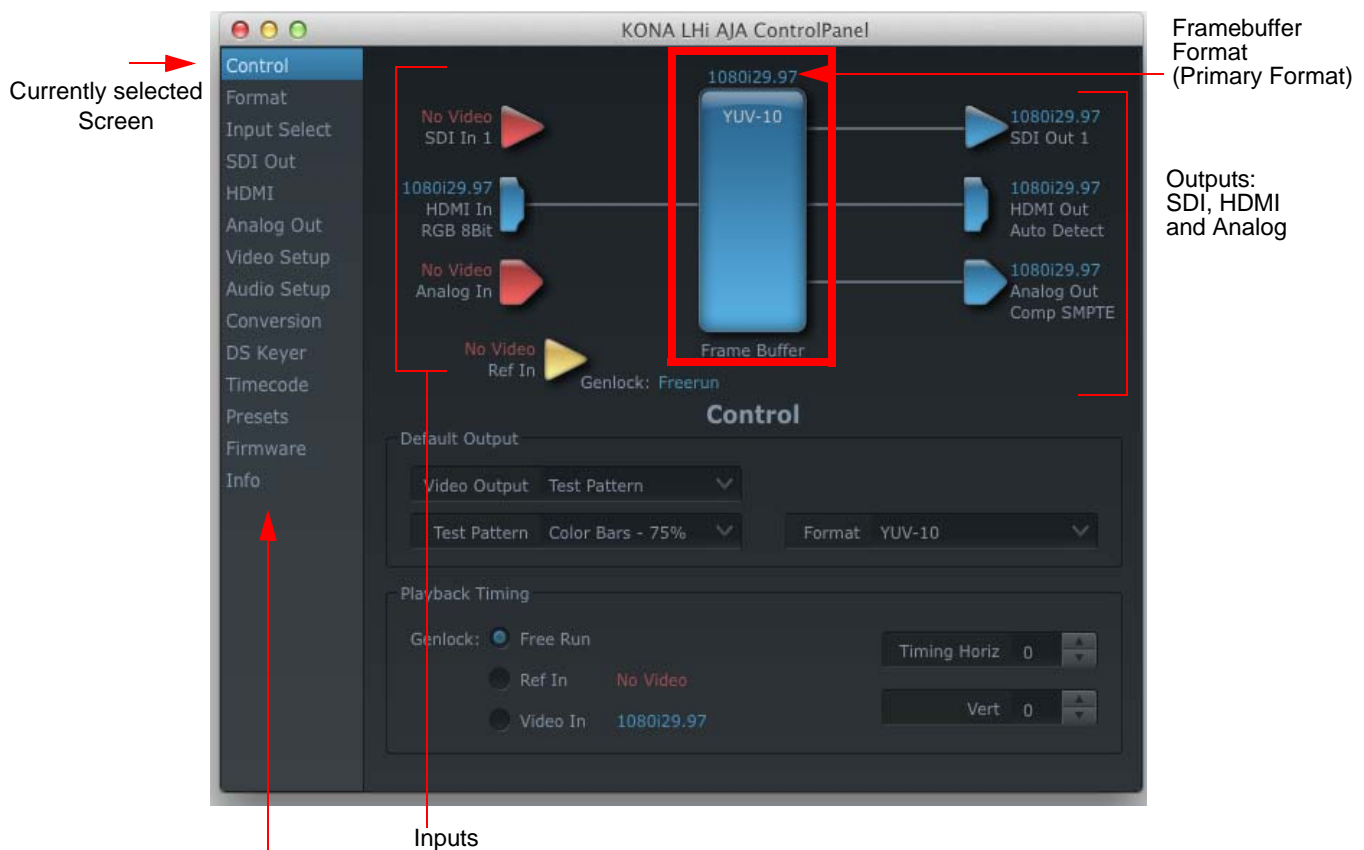 KONA LHi AJA ControlPanel
Currently selected
Screen
Framebuffer
Format
(Primary Format)
Outputs:
SDI, HDMI
and Analog
Control
Format
Input Select
SDI Out
HDMI
Analog Out
Video Setup
Audio Setup
Conversion
DS Keyer
Timecode
Presets
Firmware
Info
1080i29.97
YUV-10
Frame Buffer
No Video
SDI In 1
1080i29.97
HDMI In
RGB 8Bit
No Video
Analog In
No Video
Ref In
Genlock: Freerun
1080i29.97
SDI Out 1
1080i29.97
HDMI Out
Auto Detect
1080i29.97
Analog Out
Comp SMPTE
Control
Default Output
Video Output Test Pattern
Test Pattern Color Bars - 75%
Format YUV-10
Playback Timing
Genlock: Free Run
Ref In No Video
Video In 1080i29.97
Timing Horiz 0
Vert 0
Inputs